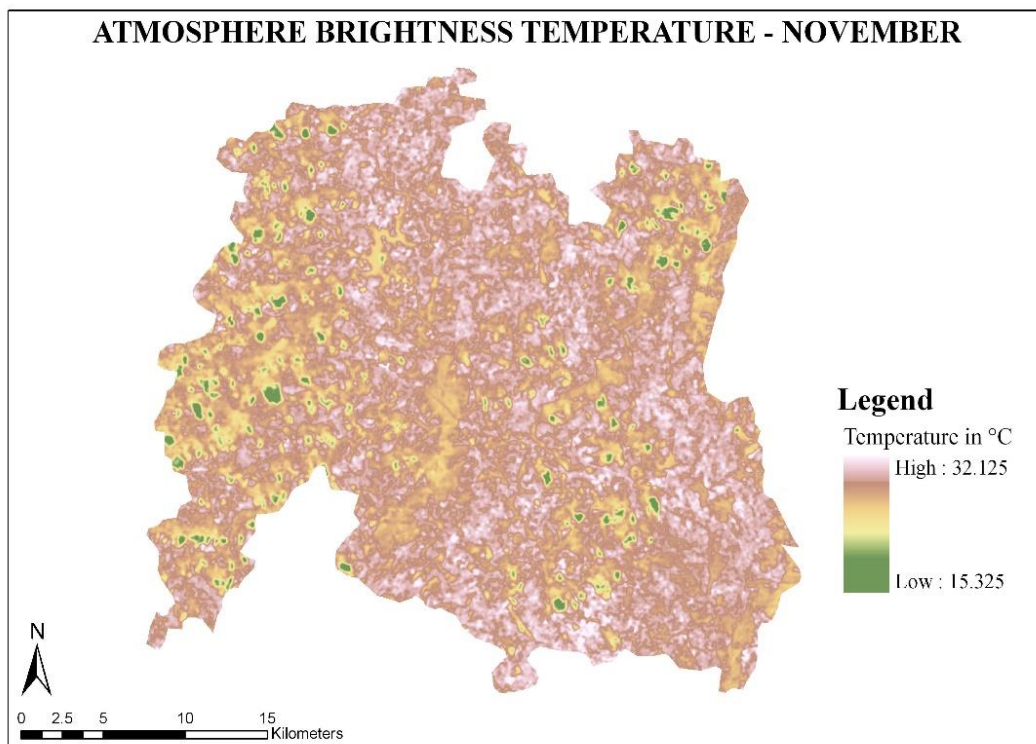 ATMOSPHERE BRIGHTNESS TEMPERATURE - NOVEMBER
Legend
Temperature in °C
High : 32.125
Low : 15.325
N
0 2.5 5 10 15
Kilometers